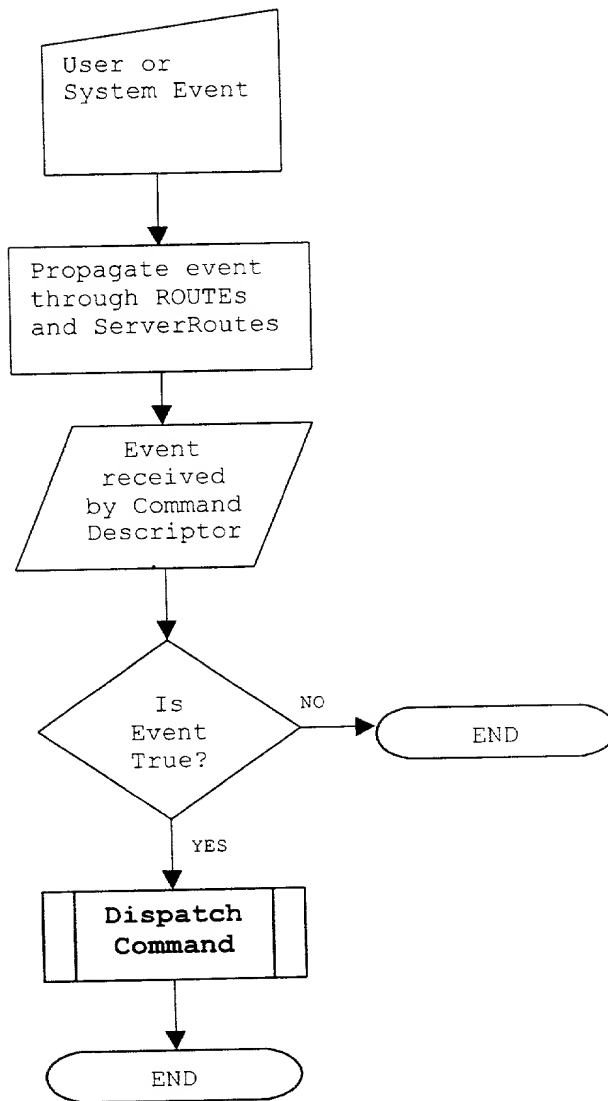 User or
System Event
Propagate event
through ROUTEs
and ServerRoutes
Event
received
by Command
Descriptor
Is
Event
True?
NO
END
YES
Dispatch
Command
END